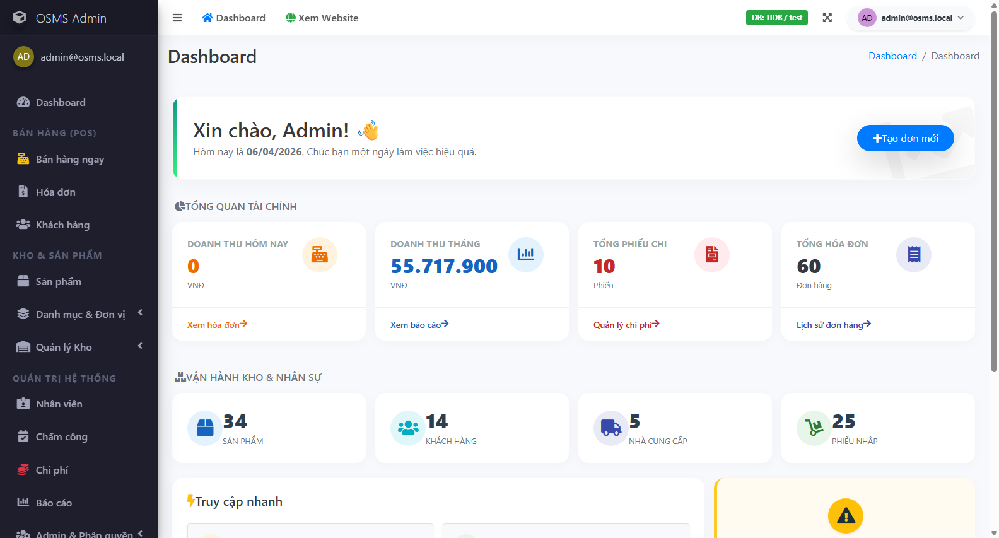 OSMS Admin
Dashboard
Xem Website
DB: TiDB / test
AD
admin@osms.local
AD
admin@osms.local
Dashboard
BÁN HÀNG (POS)
Bán hàng ngay
Hóa đơn
Khách hàng
KHO & SẢN PHẨM
Sản phẩm
Danh mục & Đơn vị
Quản lý Kho
QUẢN TRỊ HỆ THỐNG
Nhân viên
Chấm công
Chi phí
Báo cáo
Admin & Phân quyền
Dashboard
Dashboard / Dashboard
Xin chào, Admin! 👋
Hôm nay là 06/04/2026. Chúc bạn một ngày làm việc hiệu quả.
Tạo đơn mới
TỔNG QUAN TÀI CHÍNH
DOANH THU HÔM NAY
0
VNĐ
Xem hóa đơn
DOANH THU THÁNG
55.717.900
VNĐ
Xem báo cáo
TỔNG PHIẾU CHI
10
Phiếu
Quản lý chi phí
TỔNG HÓA ĐƠN
60
Đơn hàng
Lịch sử đơn hàng
VẬN HÀNH KHO & NHÂN SỰ
34
SẢN PHẨM
14
KHÁCH HÀNG
5
NHÀ CUNG CẤP
25
PHIẾU NHẬP
Truy cập nhanh